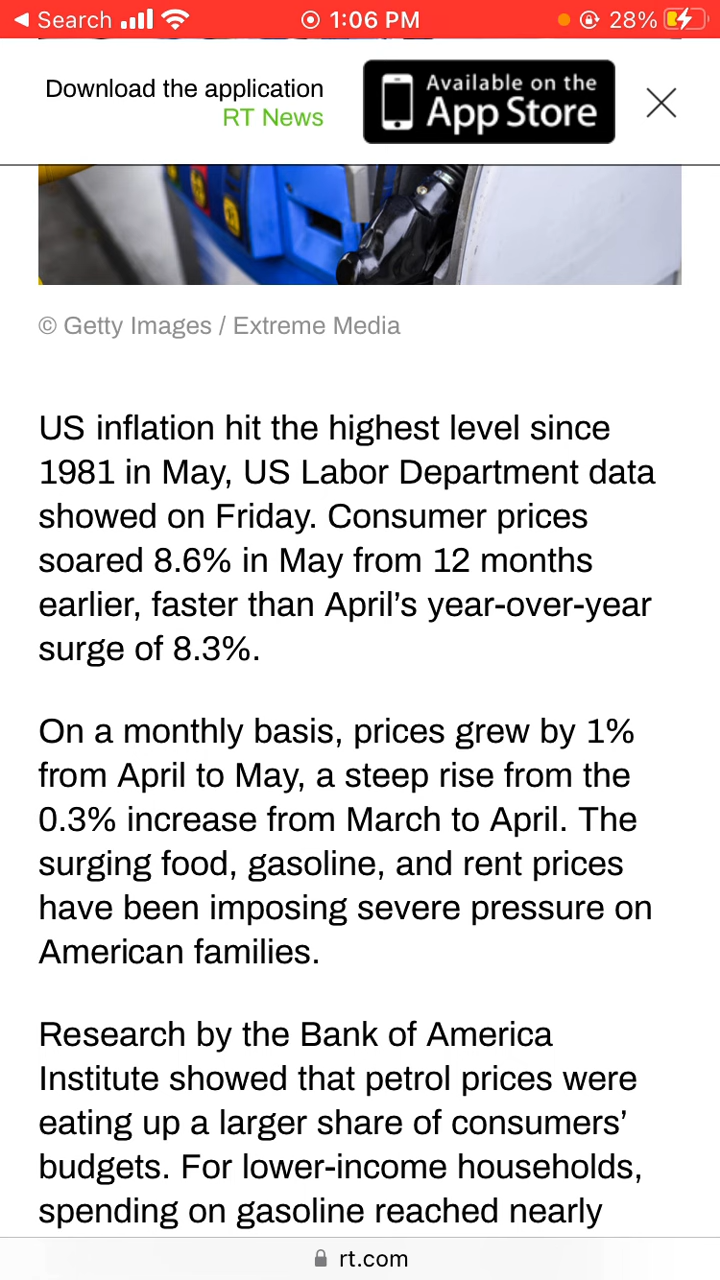 Search
1:06 PM
28%
Download the application
RT News
Available on the
App Store
© Getty Images / Extreme Media
US inflation hit the highest level since
1981 in May, US Labor Department data
showed on Friday. Consumer prices
soared 8.6% in May from 12 months
earlier, faster than April’s year-over-year
surge of 8.3%.
On a monthly basis, prices grew by 1%
from April to May, a steep rise from the
0.3% increase from March to April. The
surging food, gasoline, and rent prices
have been imposing severe pressure on
American families.
Research by the Bank of America
Institute showed that petrol prices were
eating up a larger share of consumers’
budgets. For lower-income households,
spending on gasoline reached nearly
rt.com